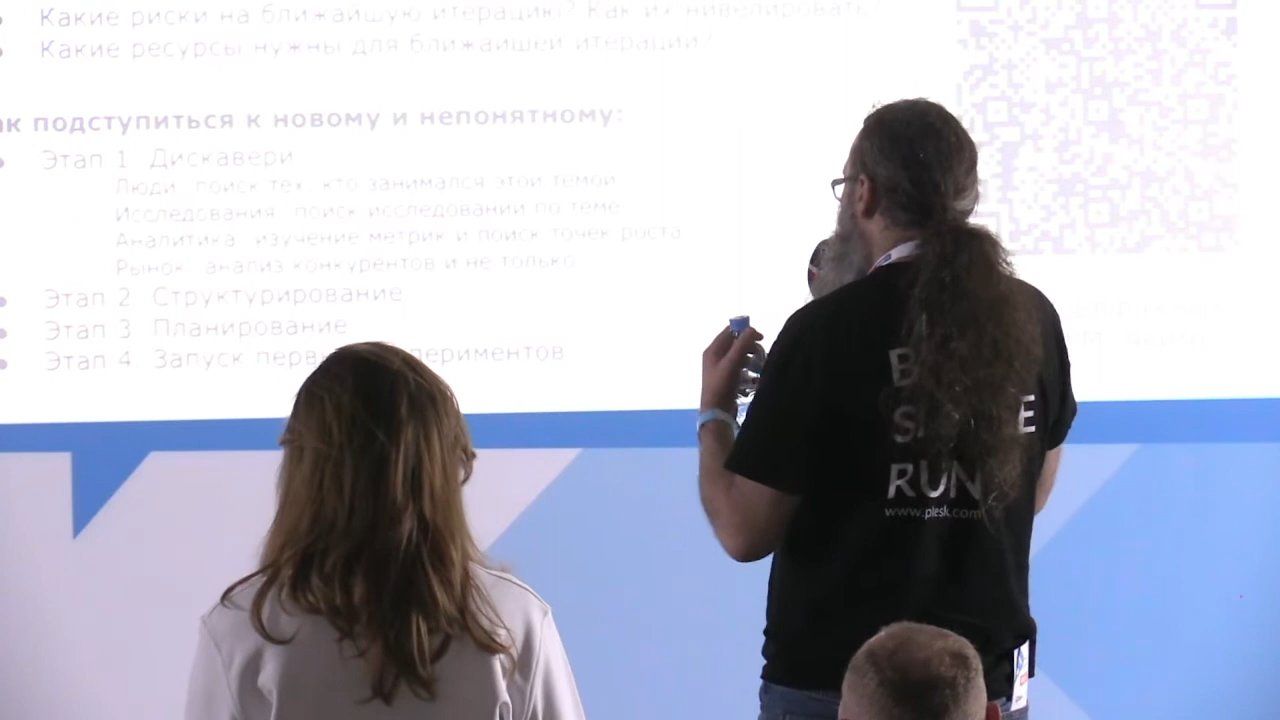 Какие риски на ближайшую итерацию? Как их нивелировать?
Какие ресурсы нужны для ближайшей итерации?
подступиться к новому и непонятному:
Этап 1. Дискавери
Люди: поиск тех, кто занимался этой темой
Исследования: поиск исследований по теме
Аналитика: изучение метрик и поиск точек роста
Рынок: анализ конкурентов и не только
Этап 2. Структурирование
Этап 3. Планирование
Этап 4. Запуск
RUN
www.plesk.com